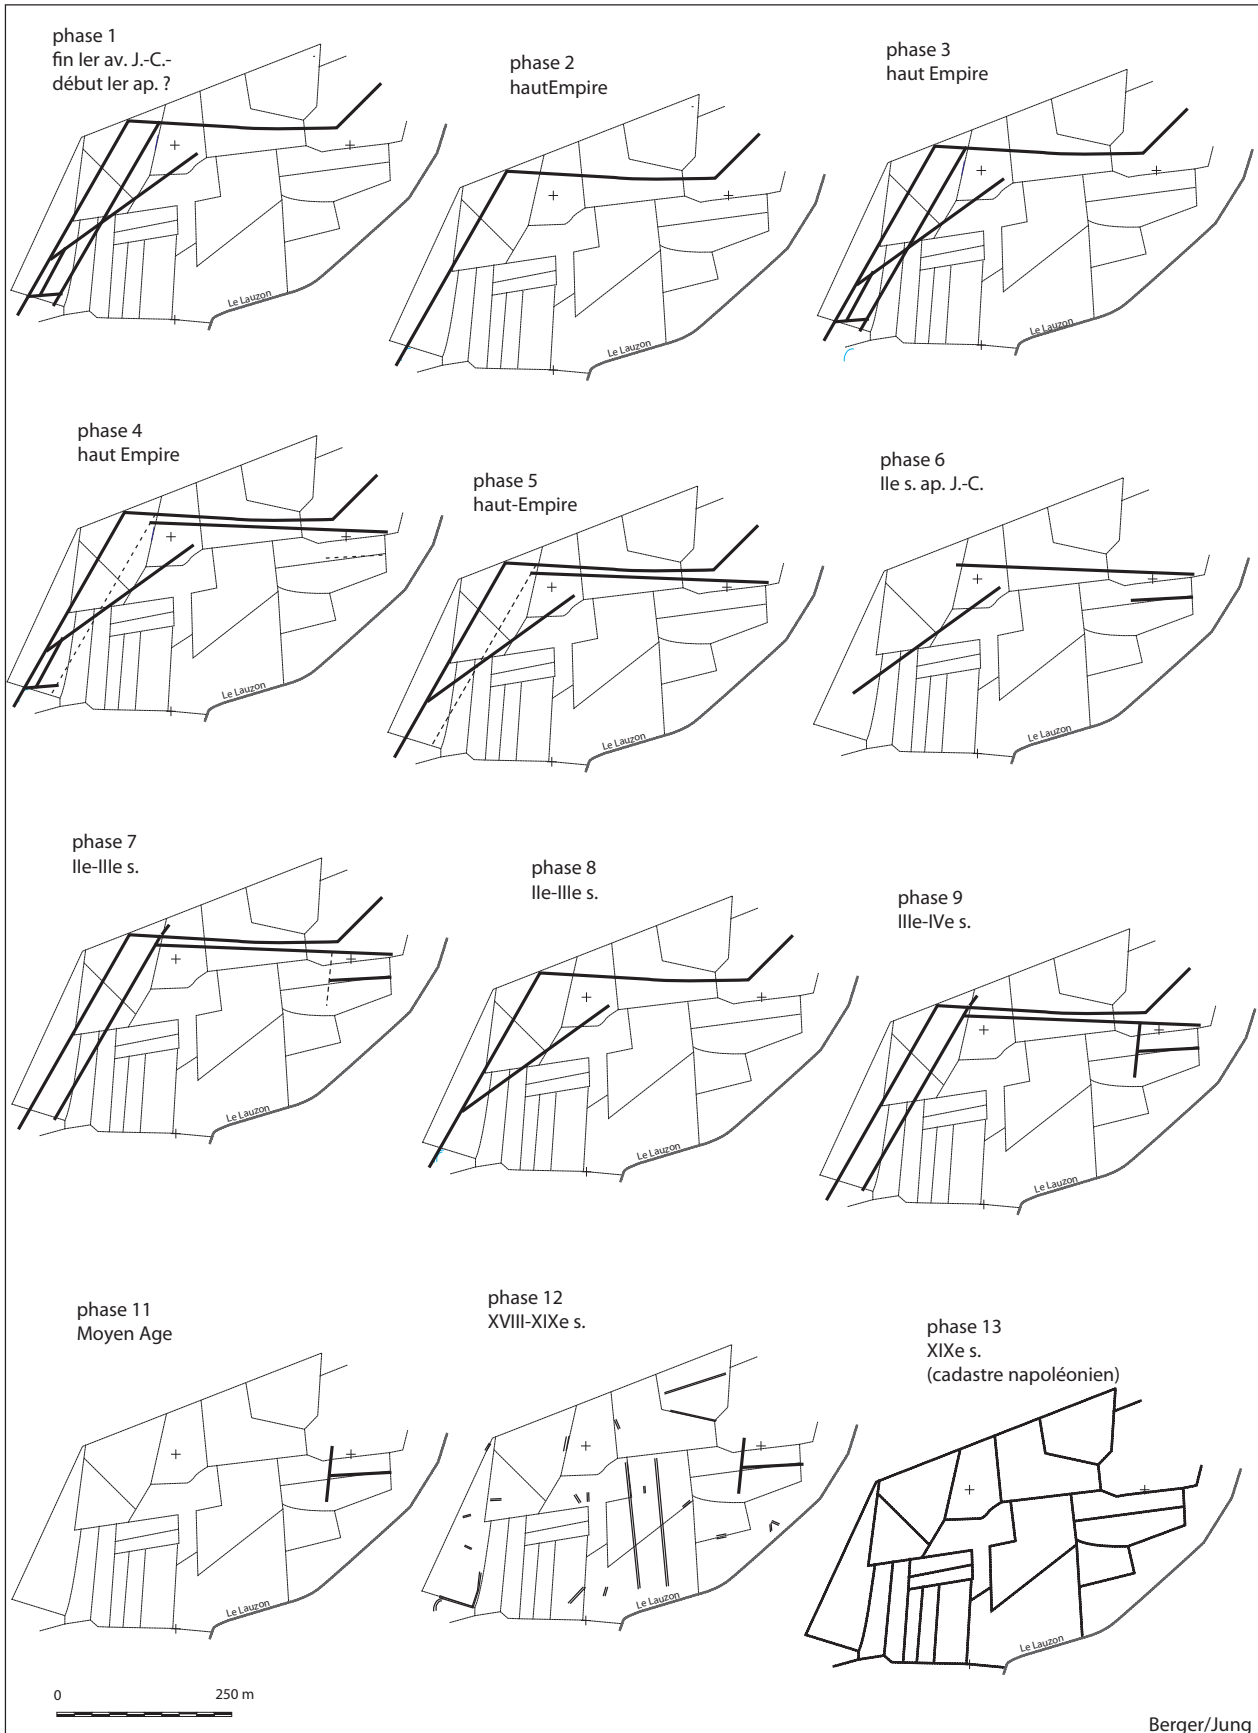 phase 1
fin Ier av. J.-C.-
début Ier ap. ?
phase 2
hautEmpire
phase 3
haut Empire
Le Lauzon
Le Lauzon
Le Lauzon
phase 4
haut Empire
phase 5
haut-Empire
phase 6
IIe s. ap. J.-C.
Le Lauzon
Le Lauzon
Le Lauzon
phase 7
IIe-IIIe s.
phase 8
IIe-IIIe s.
phase 9
IIIe-IVe s.
Le Lauzon
Le Lauzon
Le Lauzon
phase 11
Moyen Age
phase 12
XVIII-XIXe s.
phase 13
XIXe s.
(cadastre napoléonien)
Le Lauzon
Le Lauzon
Le Lauzon
0 250 m
Berger/Jung